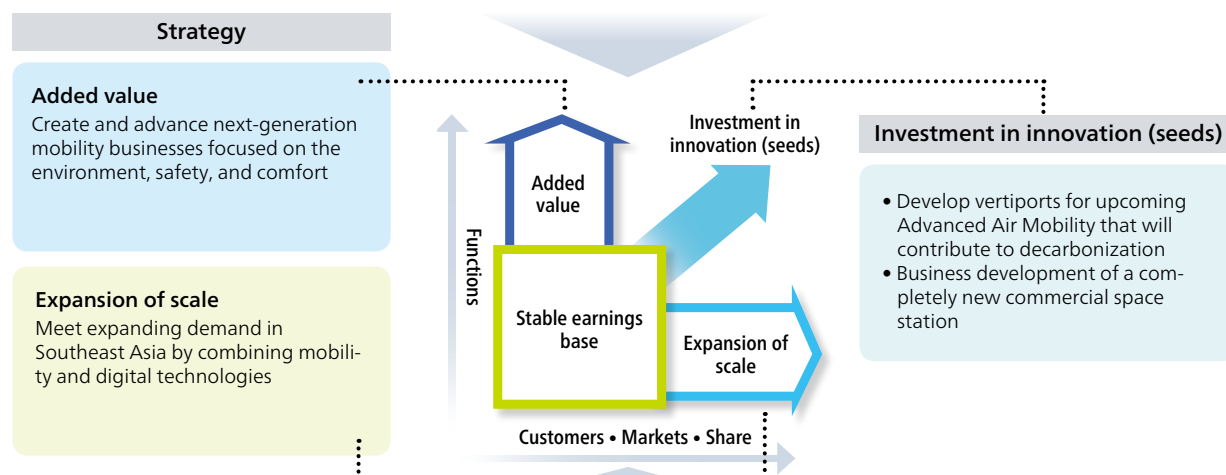 Strategy
Added value
Create and advance next-generation
mobility businesses focused on the
environment, safety, and comfort
Expansion of scale
Meet expanding demand in
Southeast Asia by combining mobili-
ty and digital technologies
Functions
Added
value
Stable earnings
base
Expansion of
scale
Customers • Markets • Share
Investment in
innovation (seeds)
Investment in innovation (seeds)
• Develop vertiports for upcoming
Advanced Air Mobility that will
contribute to decarbonization
• Business development of a com-
pletely new commercial space
station